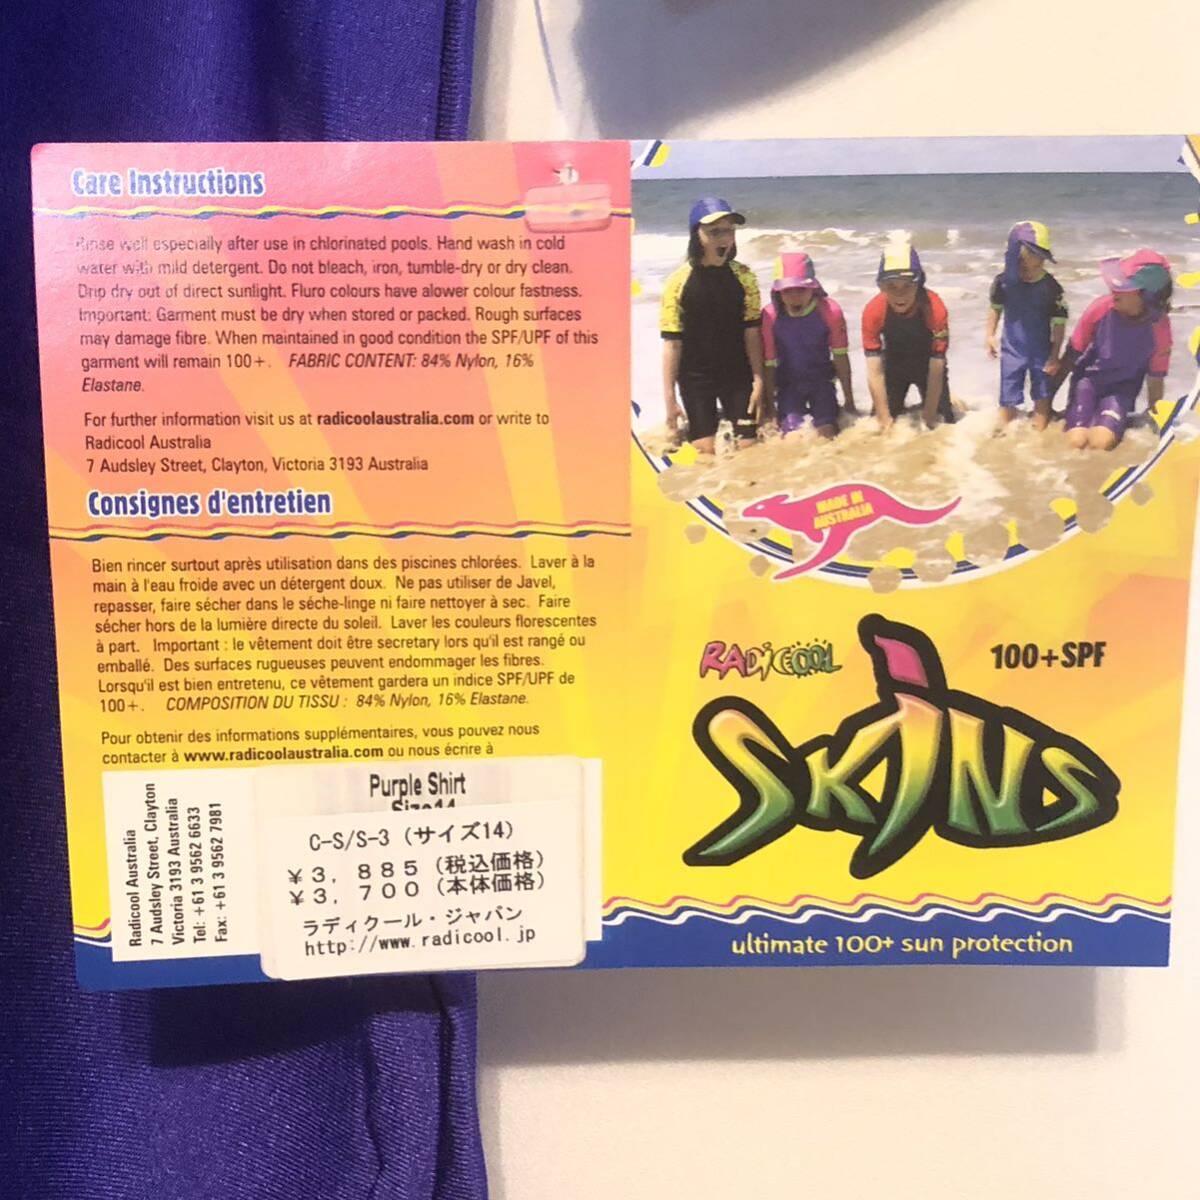 Care Instructions
Rinse well especially after use in chlorinated pools. Hand wash in cold
water with mild detergent. Do not bleach, iron, tumble-dry or dry clean.
Drip dry out of direct sunlight. Fluro colours have alower colour fastness.
Important: Garment must be dry when stored or packed. Rough surfaces
may damage fibre. When maintained in good condition the SPF/UPF of this
garment will remain 100+. FABRIC CONTENT: 84% Nylon, 16%
Elastane.
For further information visit us at radicoolaustralia.com or write to
Radicool Australia
7 Audsley Street, Clayton, Victoria 3193 Australia
Consignes d'entretien
Bien rincer surtout après utilisation dans des piscines chlorées. Laver à la
main à l'eau froide avec un détergent doux. Ne pas utiliser de Javel,
repasser, faire sécher dans le séche-linge ni faire nettoyer à sec. Faire
sécher hors de la lumière directe du soleil. Laver les couleurs florescentes
à part. Important : le vêtement doit être secretary lors qu'il est rangé ou
emballé. Des surfaces rugueuses peuvent endommager les fibres.
Lorsqu'il est bien entretenu, ce vêtement gardera un indice SPF/UPF de
100+. COMPOSITION DU TISSU : 84% Nylon, 16% Elastane.
Pour obtenir des informations supplémentaires, vous pouvez nous
contacter à www.radicoolaustralia.com ou nous écrire à
Radicool Australia
7 Audsley Street, Clayton
Victoria 3193 Australia
Tel: +61 3 9562 6633
Fax: +61 3 9562 7981
Purple Shirt
Size14
C-S/S-3 (サイズ14)
¥3,885(税込価格)
¥3,700(本体価格)
ラディクール・ジャパン
http://www.radicool.jp
MADE IN
AUSTRALIA
RADiCOOL
100+SPF
SKiNS
ultimate 100+ sun protection